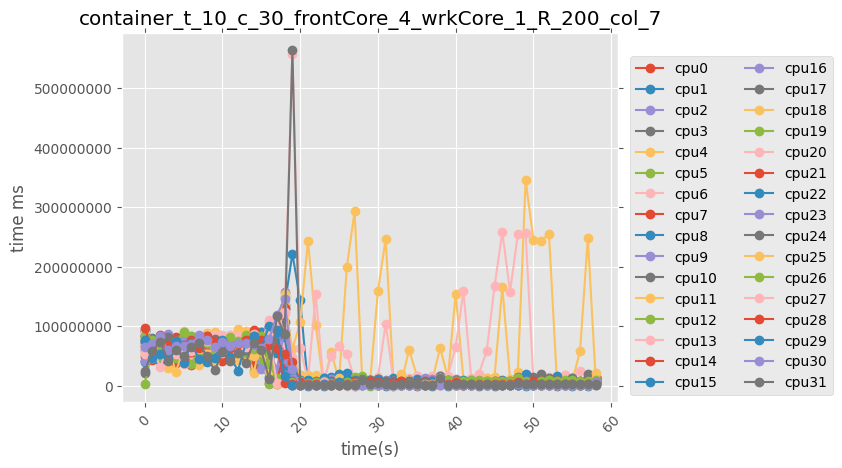 container_t_10_c_30_frontCore_4_wrkCore_1_R_200_col_7
time ms
500000000
400000000
300000000
200000000
100000000
0
0
10
20
30
40
50
60
time(s)
cpu0
cpu1
cpu2
cpu3
cpu4
cpu5
cpu6
cpu7
cpu8
cpu9
cpu10
cpu11
cpu12
cpu13
cpu14
cpu15
cpu16
cpu17
cpu18
cpu19
cpu20
cpu21
cpu22
cpu23
cpu24
cpu25
cpu26
cpu27
cpu28
cpu29
cpu30
cpu31